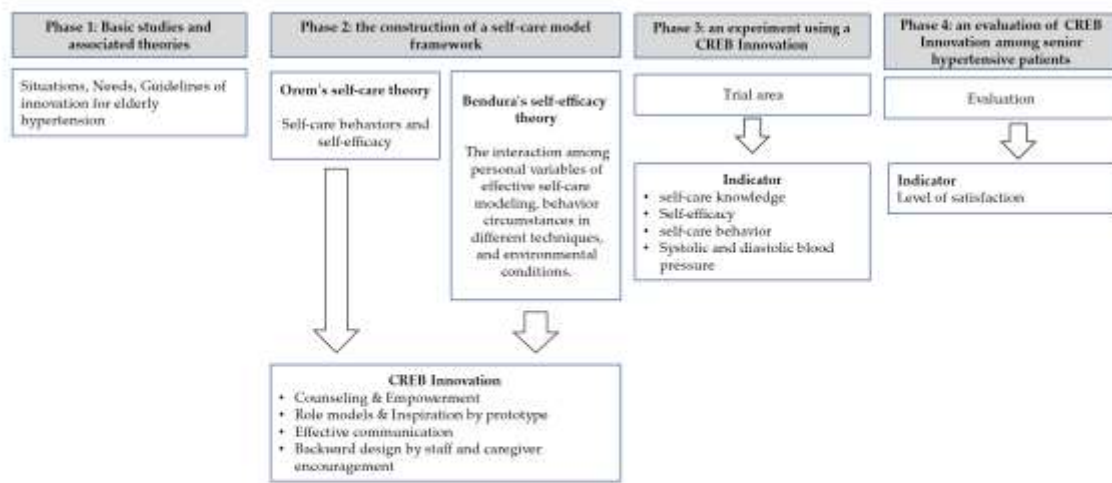 Phase 1: Basic studies and
associated theories
Situations, Needs, Guidelines of
innovation for elderly
hypertension
Phase 2: the construction of a self-care model
framework
Orem's self-care theory
Self-care behaviors and
self-efficacy
Bendura's self-efficacy
theory
The interaction among
personal variables of
effective self-care
modeling, behavior
circumstances in
different techniques,
and environmental
conditions.
CREB Innovation
• Counseling & Empowerment
• Role models & Inspiration by prototype
• Effective communication
• Backward design by staff and caregiver
encouragement
Phase 3: an experiment using a
CREB Innovation
Trial area
Indicator
• self-care knowledge
• Self-efficacy
• self-care behavior
• Systolic and diastolic blood
pressure
Phase 4: an evaluation of CREB
Innovation among senior
hypertensive patients
Evaluation
Indicator
Level of satisfaction